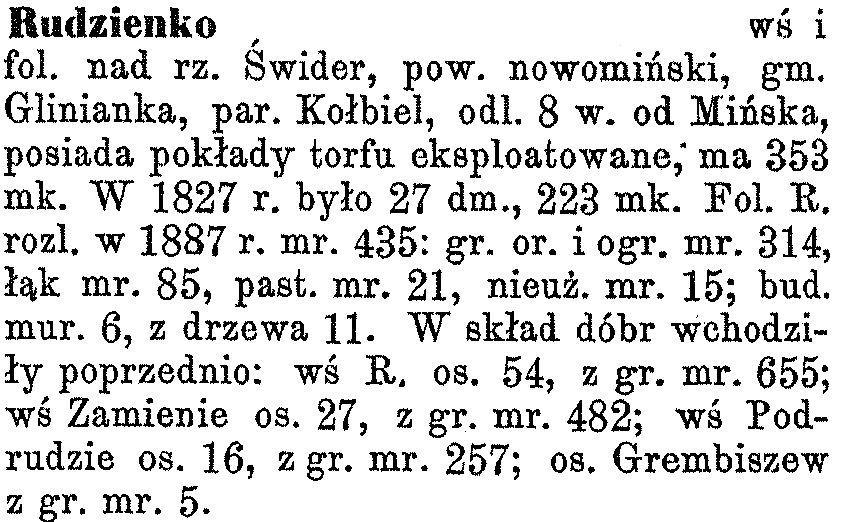 Rudzienko wś i
fol. nad rz. Świder, pow. nowomiński, gm.
Glinianka, par. Kołbiel, odl. 8 w. od Mińska,
posiada pokłady torfu eksploatowane; ma 353
mk. W 1827 r. było 27 dm., 223 mk. Fol. R.
rozl. w 1887 r. mr. 435: gr. or. i ogr. mr. 314,
łąk mr. 85, past. mr. 21, nieuż. mr. 15; bud.
mur. 6, z drzewa 11. W skład dóbr wchodzi-
ły poprzednio: wś R. os. 54, z gr. mr. 655;
wś Zamienie os. 27, z gr. mr. 482; wś Pod-
rudzie os. 16, z gr. mr. 257; os. Grembiszew
z gr. mr. 5.